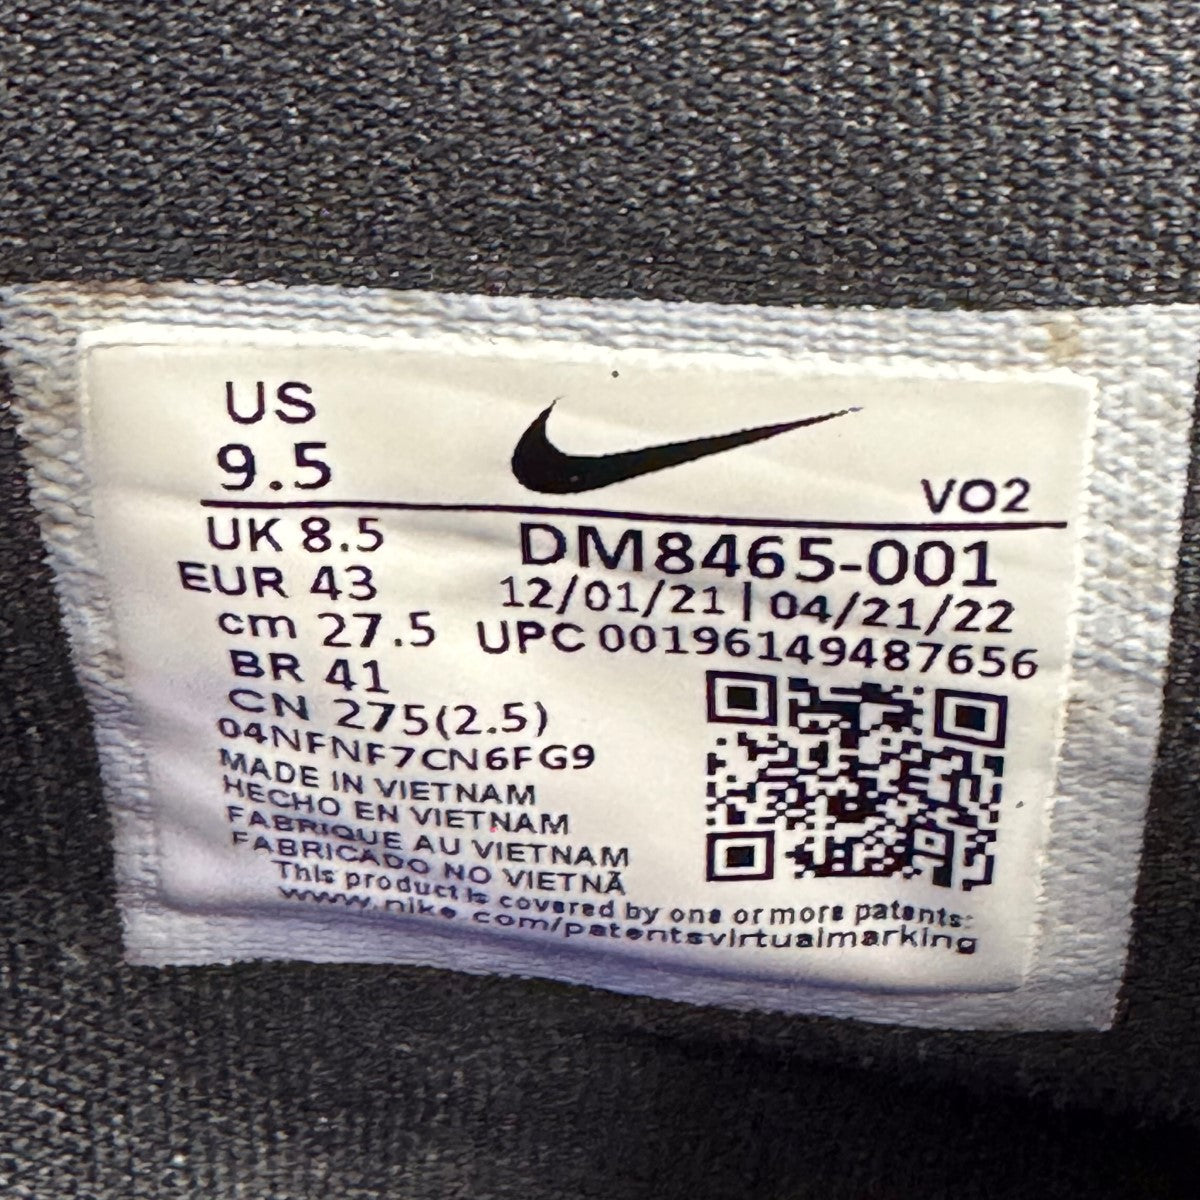 US
9.5
VO2
UK 8.5
DM8465-001
EUR 43
12/01/21 | 04/21/22
cm 27.5
UPC 00196149487656
BR 41
CN 275(2.5)
04NFNF7CN6FG9
MADE IN VIETNAM
HECHO EN VIETNAM
FABRIQUE AU VIETNAM
FABRICADO NO VIETNÃ
This product is covered by one or more patents:
www.nike.com/patentsvirtualmarking